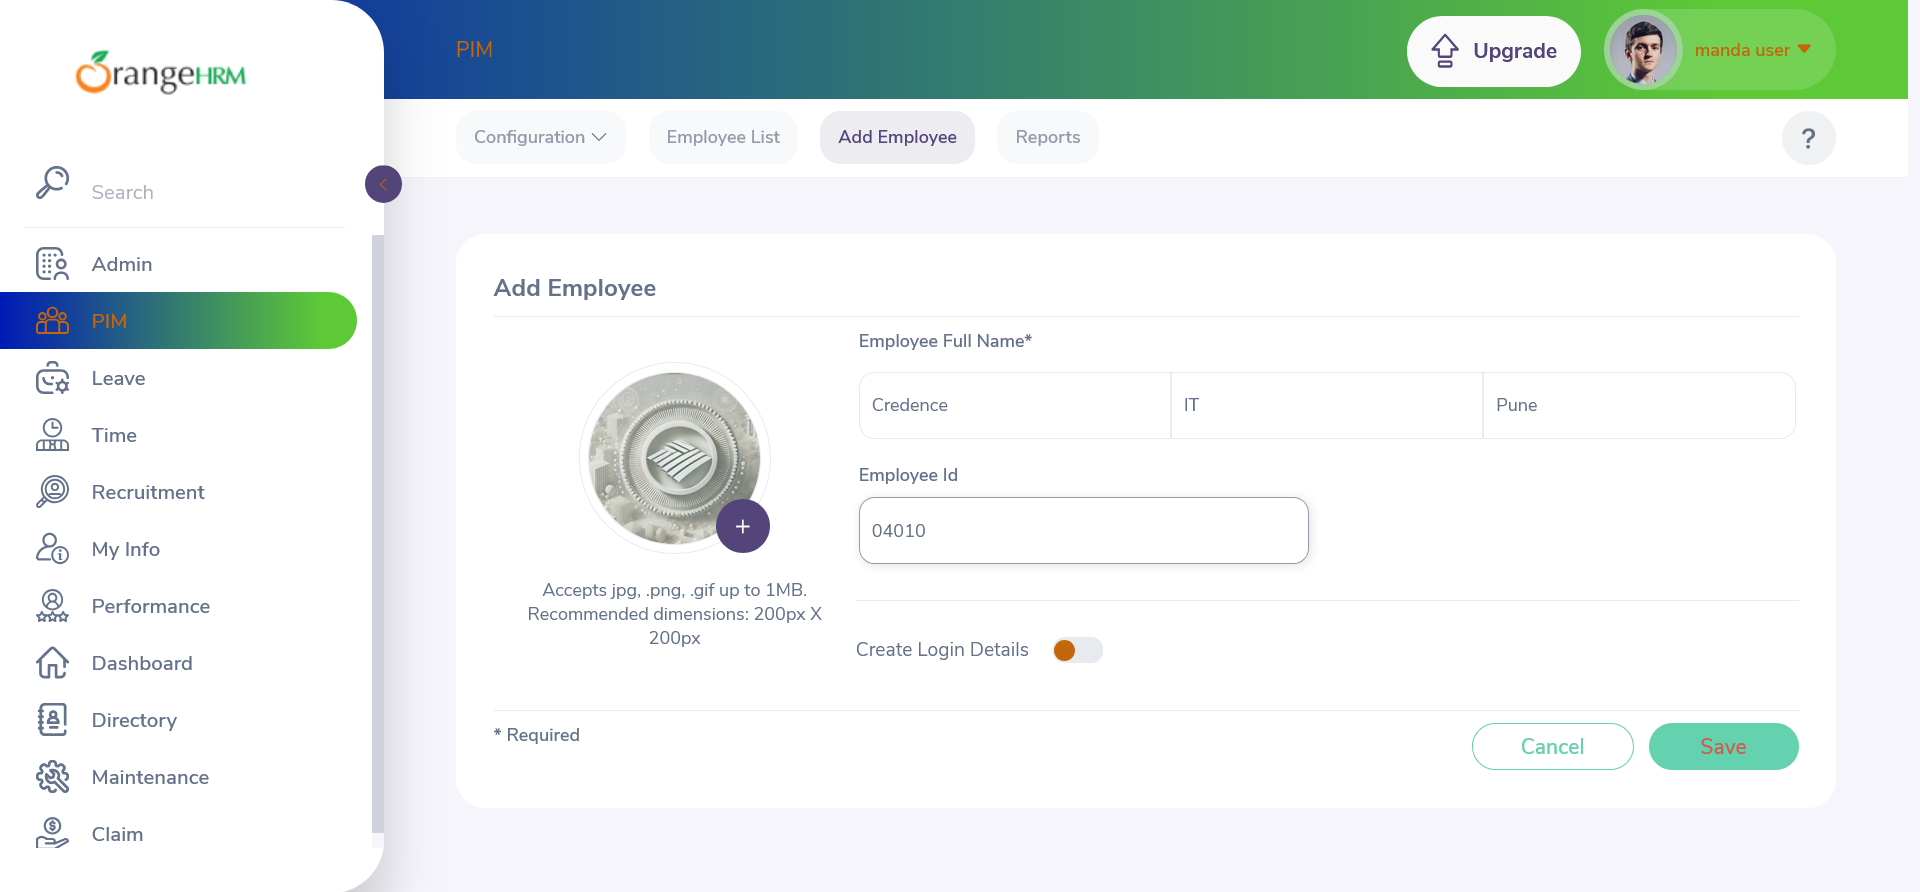 OrangeHRM
PIM
Upgrade
manda user
Configuration
Employee List
Add Employee
Reports
?
Search
Admin
PIM
Leave
Time
Recruitment
My Info
Performance
Dashboard
Directory
Maintenance
Claim
Add Employee
Employee Full Name*
Credence
IT
Pune
Employee Id
04010
+
Accepts jpg, .png, .gif up to 1MB.
Recommended dimensions: 200px X
200px
Create Login Details
* Required
Cancel
Save